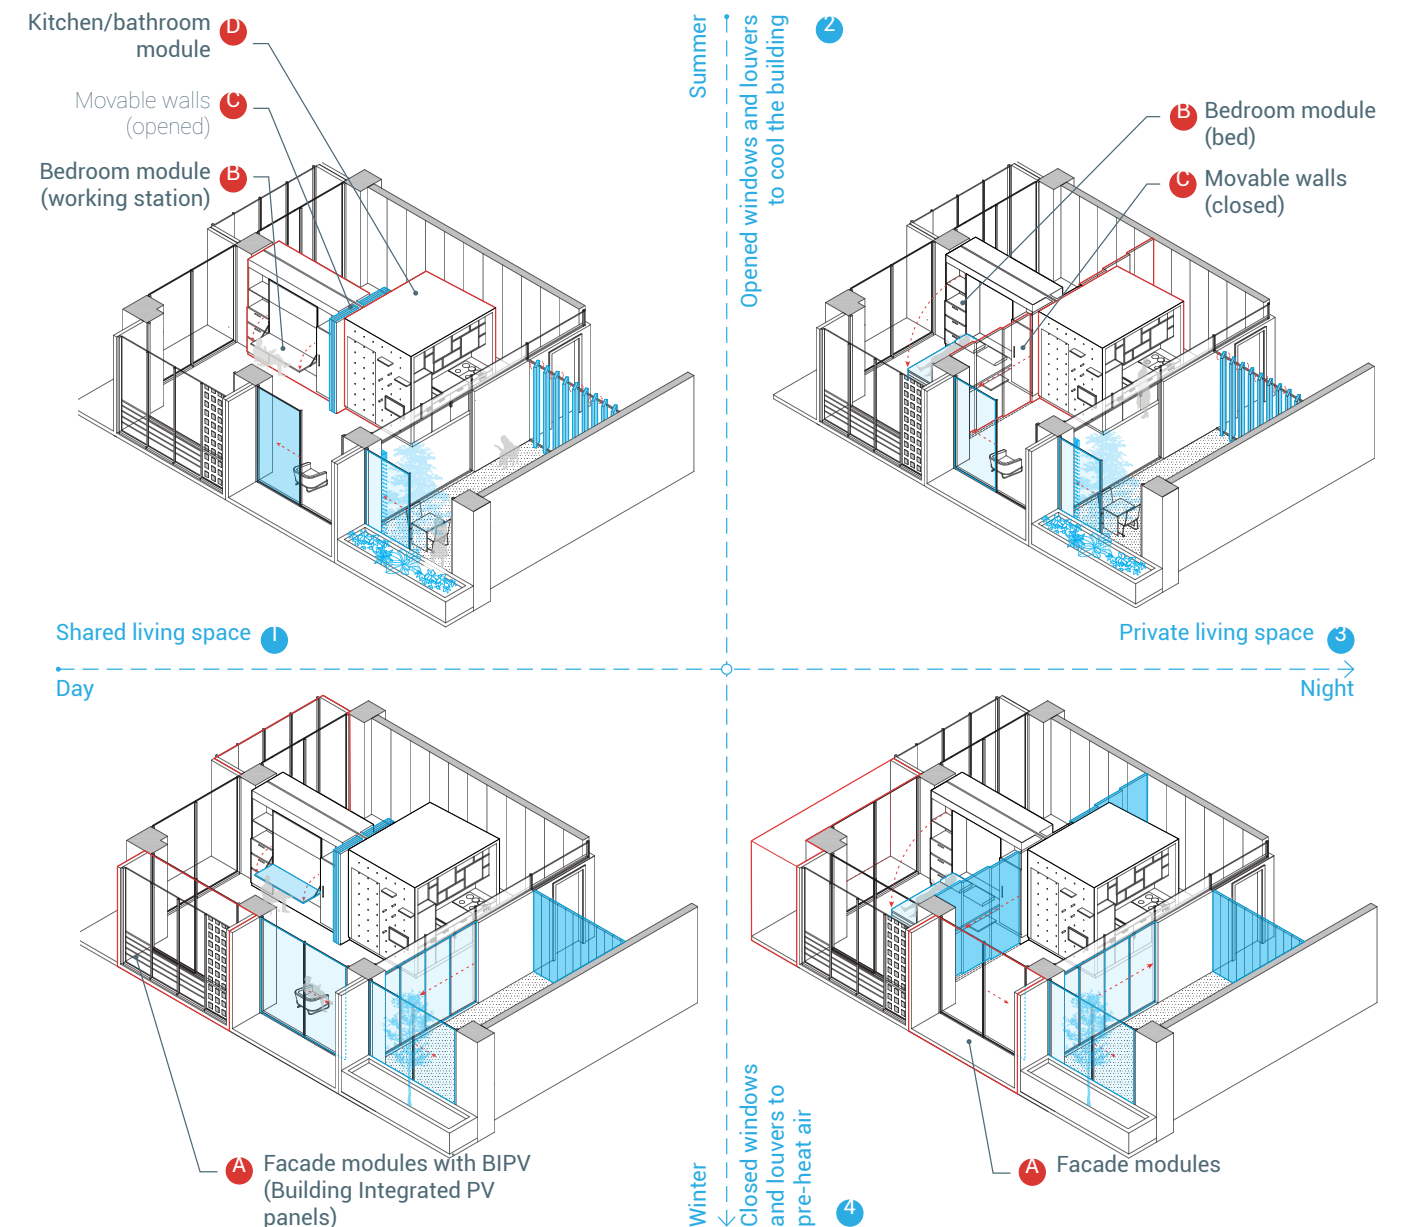 Kitchen/bathroom
module
D
Movable walls
(opened)
C
Bedroom module
(working station)
B
Summer
Opened windows and louvers
to cool the building
2
B
Bedroom module
(bed)
C
Movable walls
(closed)
Shared living space
1
Private living space
3
Day
Night
A
Facade modules with BIPV
(Building Integrated PV
panels)
Winter
Closed windows
and louvers to
pre-heat air
4
A
Facade modules